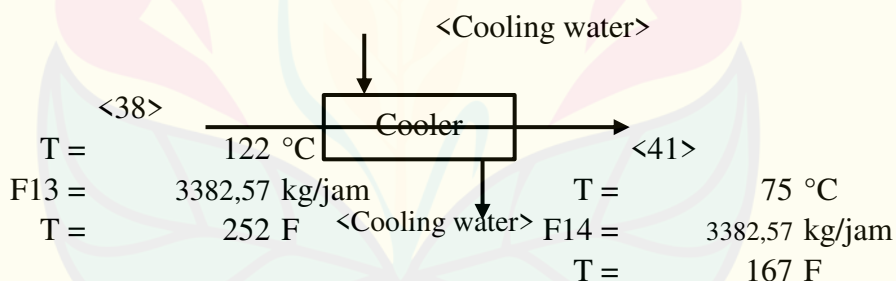 <Cooling water>
<38>
Cooler
<41>
T = 122 °C
F13 = 3382,57 kg/jam
T = 252 F
<Cooling water>
T = 75 °C
F14 = 3382,57 kg/jam
T = 167 F